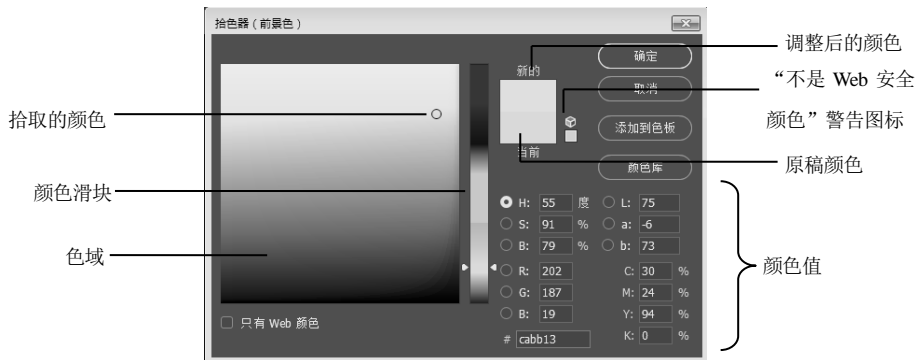 拾色器（前景色）
调整后的颜色
确定
新的
“不是 Web 安全
取消
拾取的颜色
颜色”警告图标
添加到色板
当前
原稿颜色
颜色库
颜色滑块
H: 55 度 L: 75
S: 91 % a: -6
B: 79 % b: 73
色域
颜色值
R: 202 C: 30 %
G: 187 M: 24 %
B: 19 Y: 94 %
只有 Web 颜色
# cabb13 K: 0 %